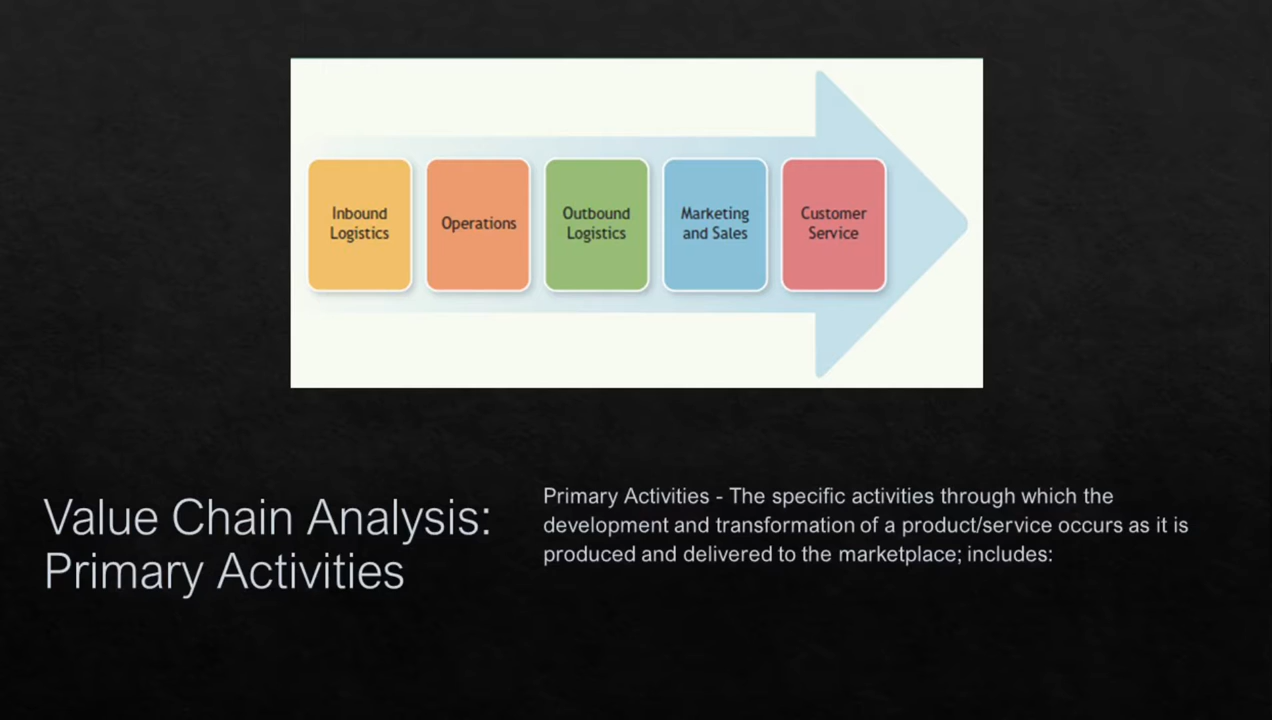 Inbound
Logistics
Operations
Outbound
Logistics
Marketing
and Sales
Customer
Service
Value Chain Analysis:
Primary Activities
Primary Activities - The specific activities through which the
development and transformation of a product/service occurs as it is
produced and delivered to the marketplace; includes: